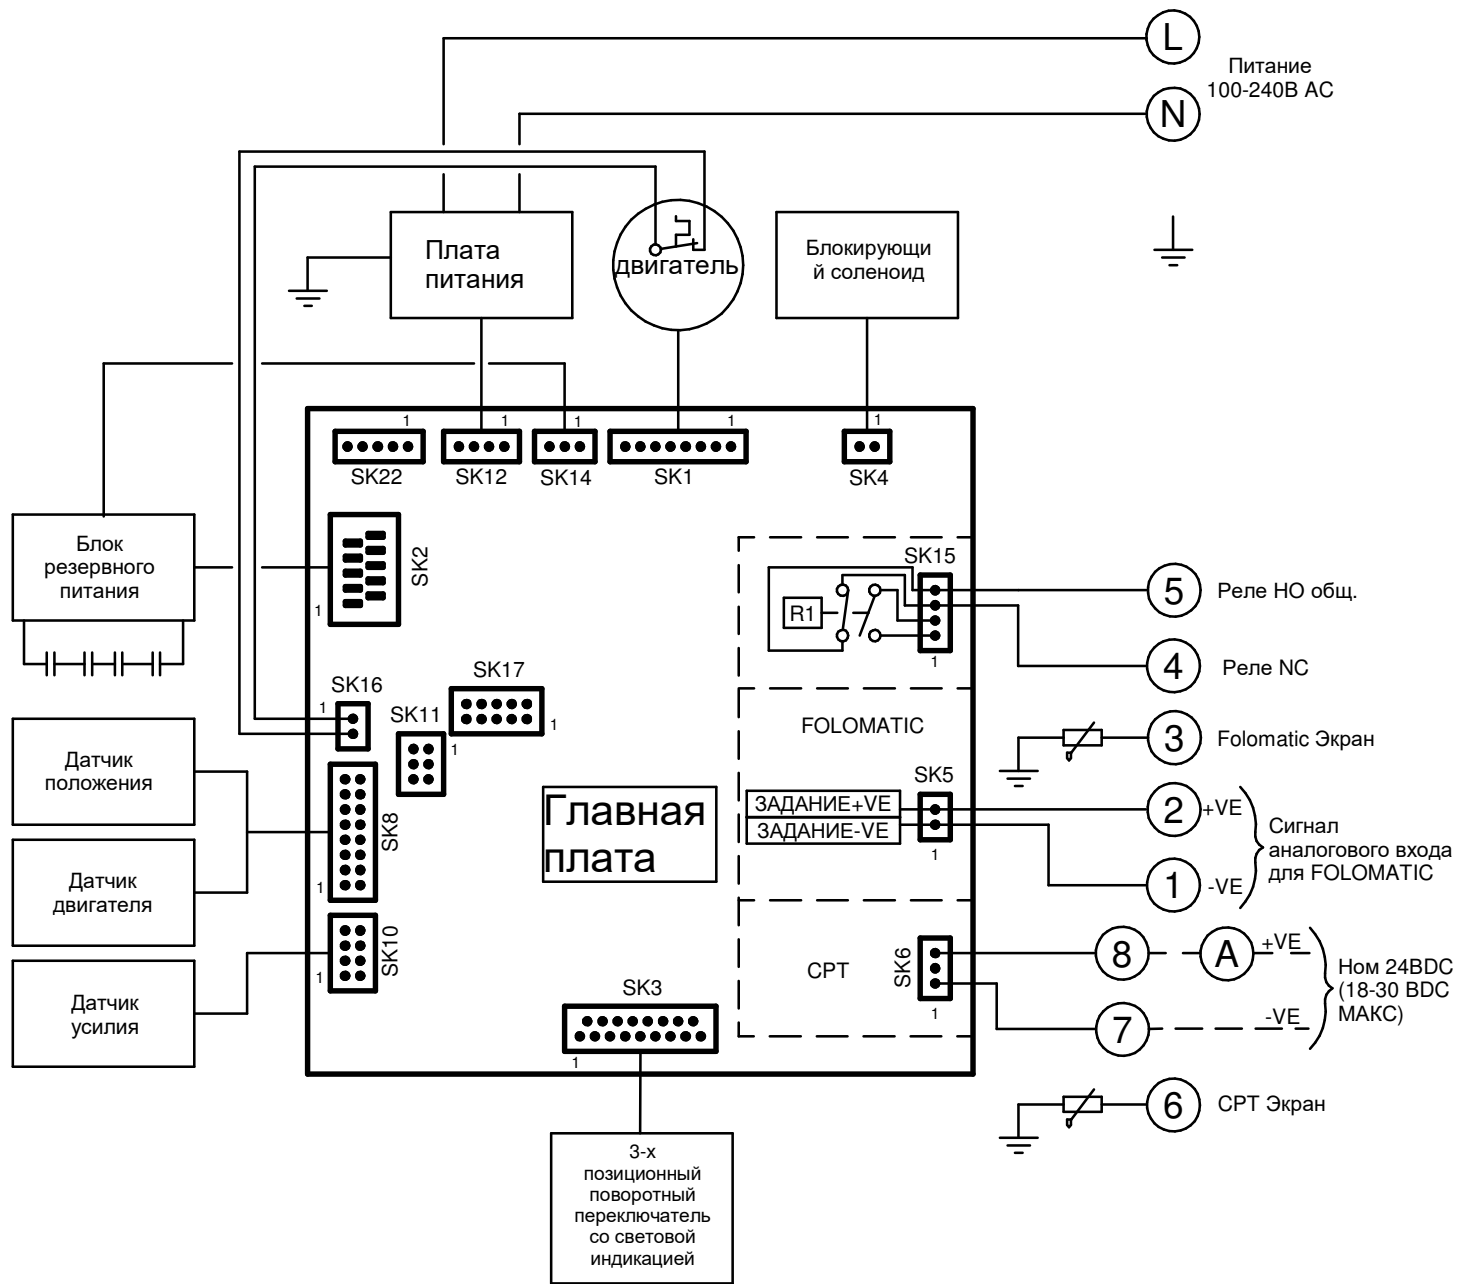 L
Питание
100-240В AC
N
Плата
питания
двигатель
Блокирующи
й соленоид
1
1
1
1
1
SK22
SK12
SK14
SK1
SK4
Блок
резервного
питания
SK2
1
SK15
R1
1
5
Реле НО общ.
4
Реле NC
SK16
1
SK17
1
SK11
1
FOLOMATIC
3
Folomatic Экран
Датчик
положения
SK8
1
Главная
плата
SK5
ЗАДАНИЕ+VE
ЗАДАНИЕ-VE
1
2
+VE
1
-VE
Сигнал
аналогового входа
для FOLOMATIC
Датчик
двигателя
SK10
1
CPT
SK6
1
8
A
+VE
7
-VE
Ном 24BDC
(18-30 BDC
МАКС)
Датчик
усилия
SK3
1
6
CPT Экран
3-х
позиционный
поворотный
переключатель
со световой
индикацией